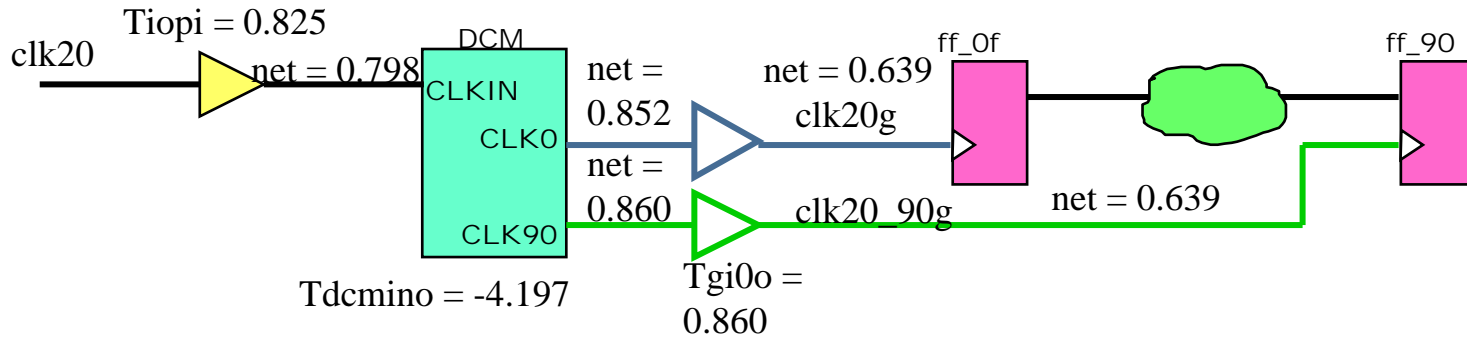 Tiopi = 0.825
clk20
net = 0.798
DCM
CLKIN
CLK0
CLK90
Tdcmino = -4.197
net =
0.852
net =
0.860
net = 0.639
clk20g
clk20_90g
Tgi0o =
0.860
ff_0f
net = 0.639
ff_90